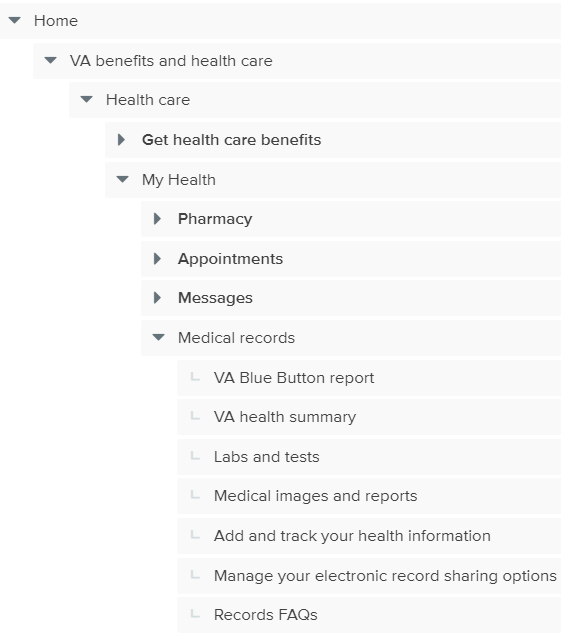 Home
VA benefits and health care
Health care
Get health care benefits
My Health
Pharmacy
Appointments
Messages
Medical records
VA Blue Button report
VA health summary
Labs and tests
Medical images and reports
Add and track your health information
Manage your electronic record sharing options
Records FAQs